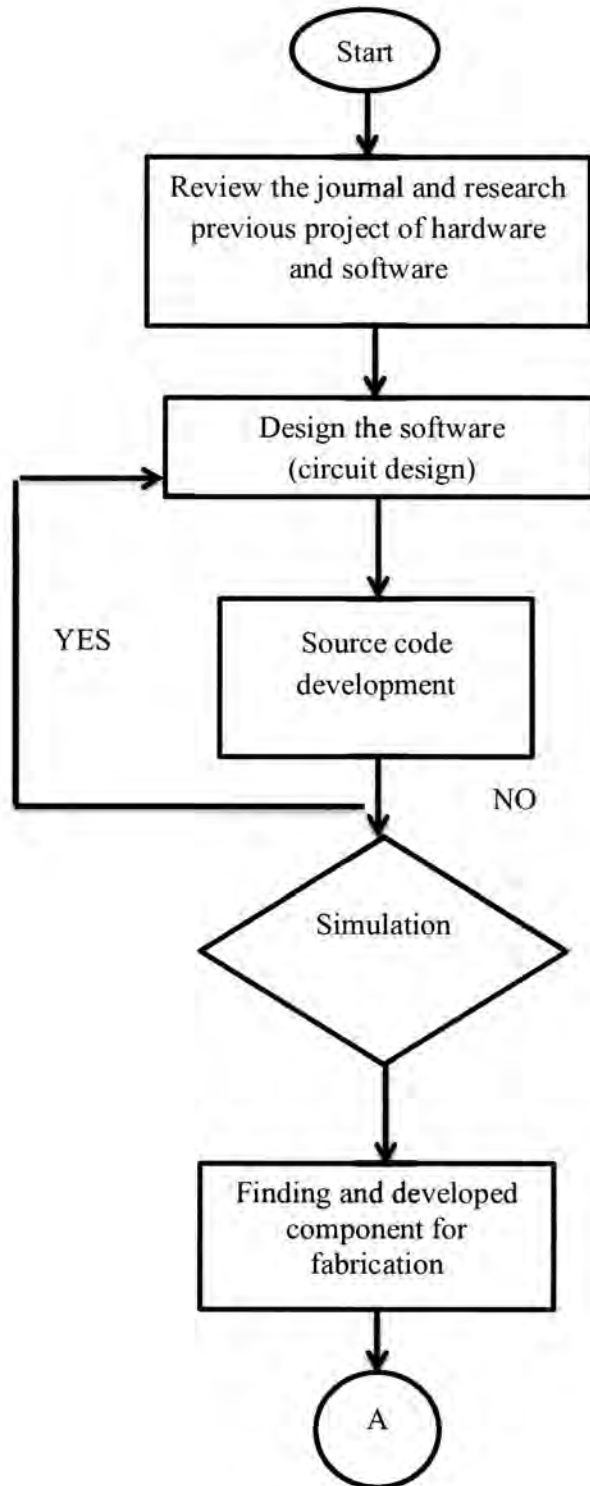 Start
Review the journal and research
previous project of hardware
and software
Design the software
(circuit design)
YES
Source code
development
NO
Simulation
Finding and developed
component for
fabrication
A